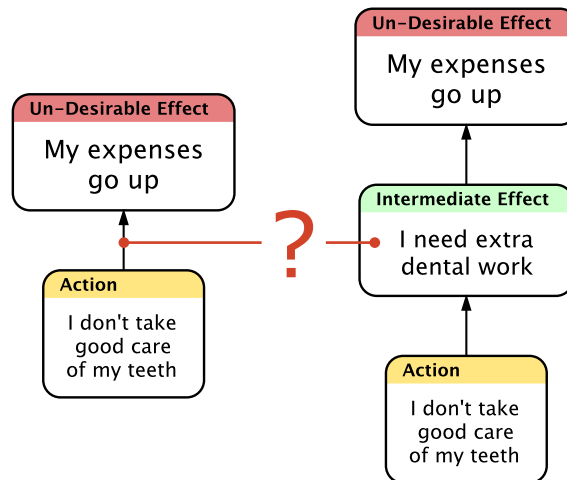 Un-Desirable Effect
My expenses
go up
Action
I don't take
good care
of my teeth
?
Un-Desirable Effect
My expenses
go up
Intermediate Effect
I need extra
dental work
Action
I don't take
good care
of my teeth